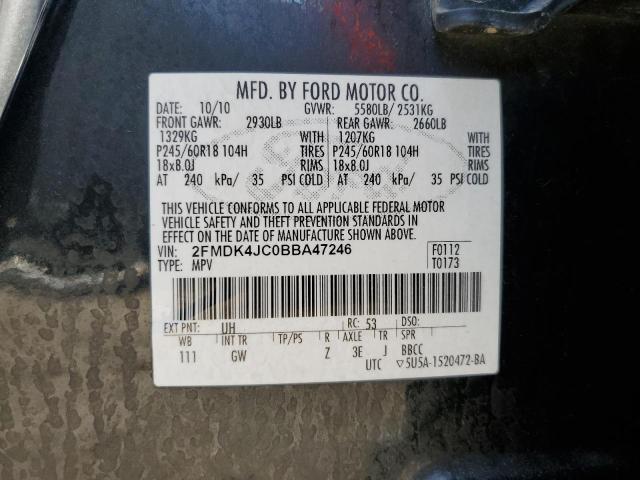 MFD. BY FORD MOTOR CO.
DATE: 10/10 GVWR: 5580LB/ 2531KG
FRONT GAWR: 2930LB REAR GAWR: 2660LB
1329KG WITH 1207KG WITH
P245/60R18 104H TIRES P245/60R18 104H TIRES
18x8.0J RIMS 18x8.0J RIMS
AT 240 kPa/ 35 PSI COLD AT 240 kPa/ 35 PSI COLD
THIS VEHICLE CONFORMS TO ALL APPLICABLE FEDERAL MOTOR
VEHICLE SAFETY AND THEFT PREVENTION STANDARDS IN
EFFECT ON THE DATE OF MANUFACTURE SHOWN ABOVE.
VIN: 2FMDK4JC0BBA47246 F0112
TYPE: MPV T0173
EXT PNT: UH RC: 53 DSO:
WB INT TR TP/PS R AXLE TR SPR
111 GW Z 3E J BBCC
UTC ▽5U5A-1520472-BA